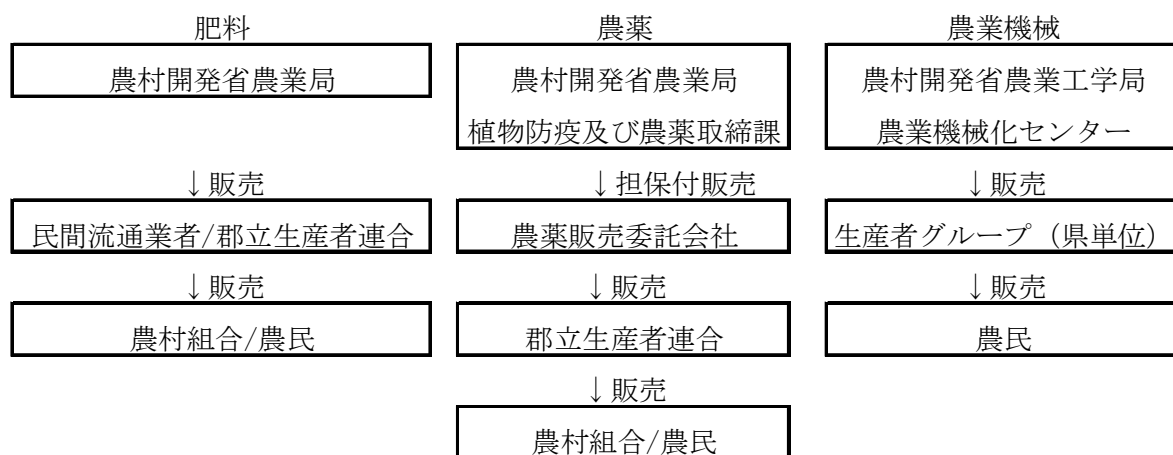 肥料
農村開発省農業局
↓販売
民間流通業者/郡立生産者連合
↓販売
農村組合/農民
農薬
農村開発省農業局
植物防疫及び農薬取締課
↓担保付販売
農薬販売委託会社
↓販売
郡立生産者連合
↓販売
農村組合/農民
農業機械
農村開発省農業工学局
農業機械化センター
↓販売
生産者グループ（県単位）
↓販売
農民